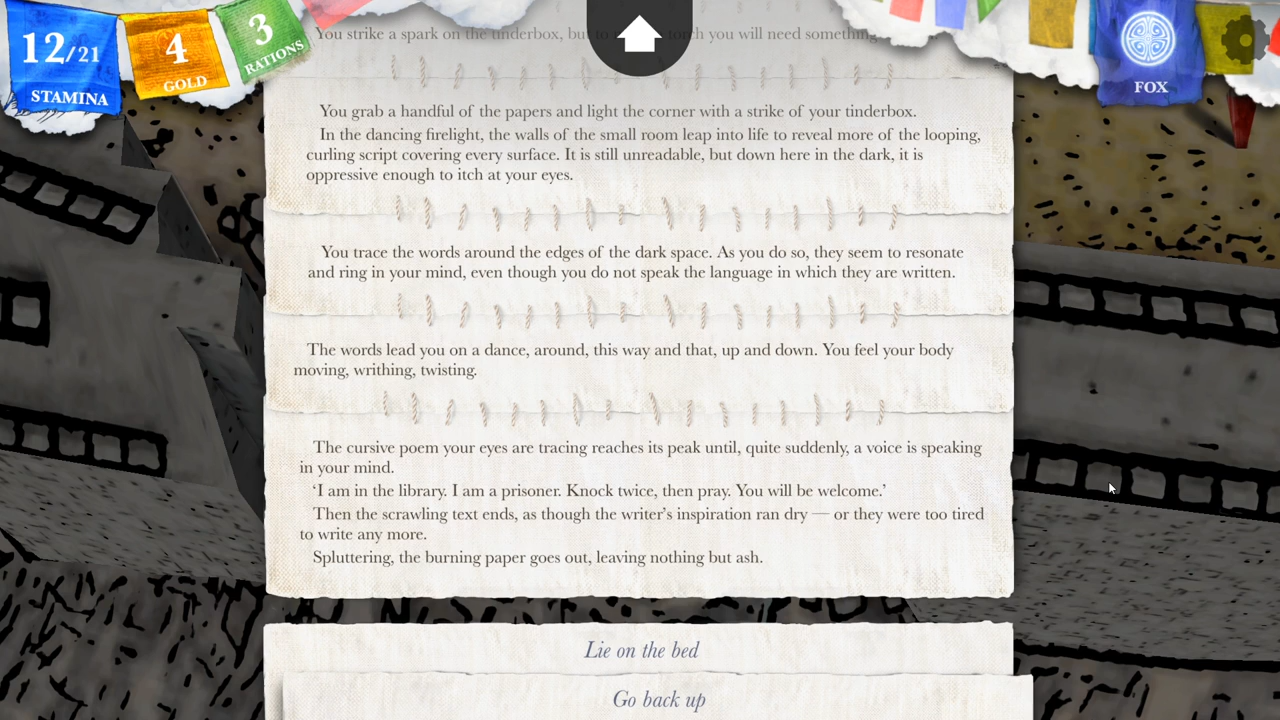 12/21
STAMINA
4
GOLD
3
RATIONS
FOX
You strike a spark on the tinderbox, but to torch you will need something
You grab a handful of the papers and light the corner with a strike of your tinderbox.
In the dancing firelight, the walls of the small room leap into life to reveal more of the looping,
curling script covering every surface. It is still unreadable, but down here in the dark, it is
oppressive enough to itch at your eyes.
You trace the words around the edges of the dark space. As you do so, they seem to resonate
and ring in your mind, even though you do not speak the language in which they are written.
The words lead you on a dance, around, this way and that, up and down. You feel your body
moving, writhing, twisting.
The cursive poem your eyes are tracing reaches its peak until, quite suddenly, a voice is speaking
in your mind.
‘I am in the library. I am a prisoner. Knock twice, then pray. You will be welcome.’
Then the scrawling text ends, as though the writer’s inspiration ran dry — or they were too tired
to write any more.
Spluttering, the burning paper goes out, leaving nothing but ash.
Lie on the bed
Go back up